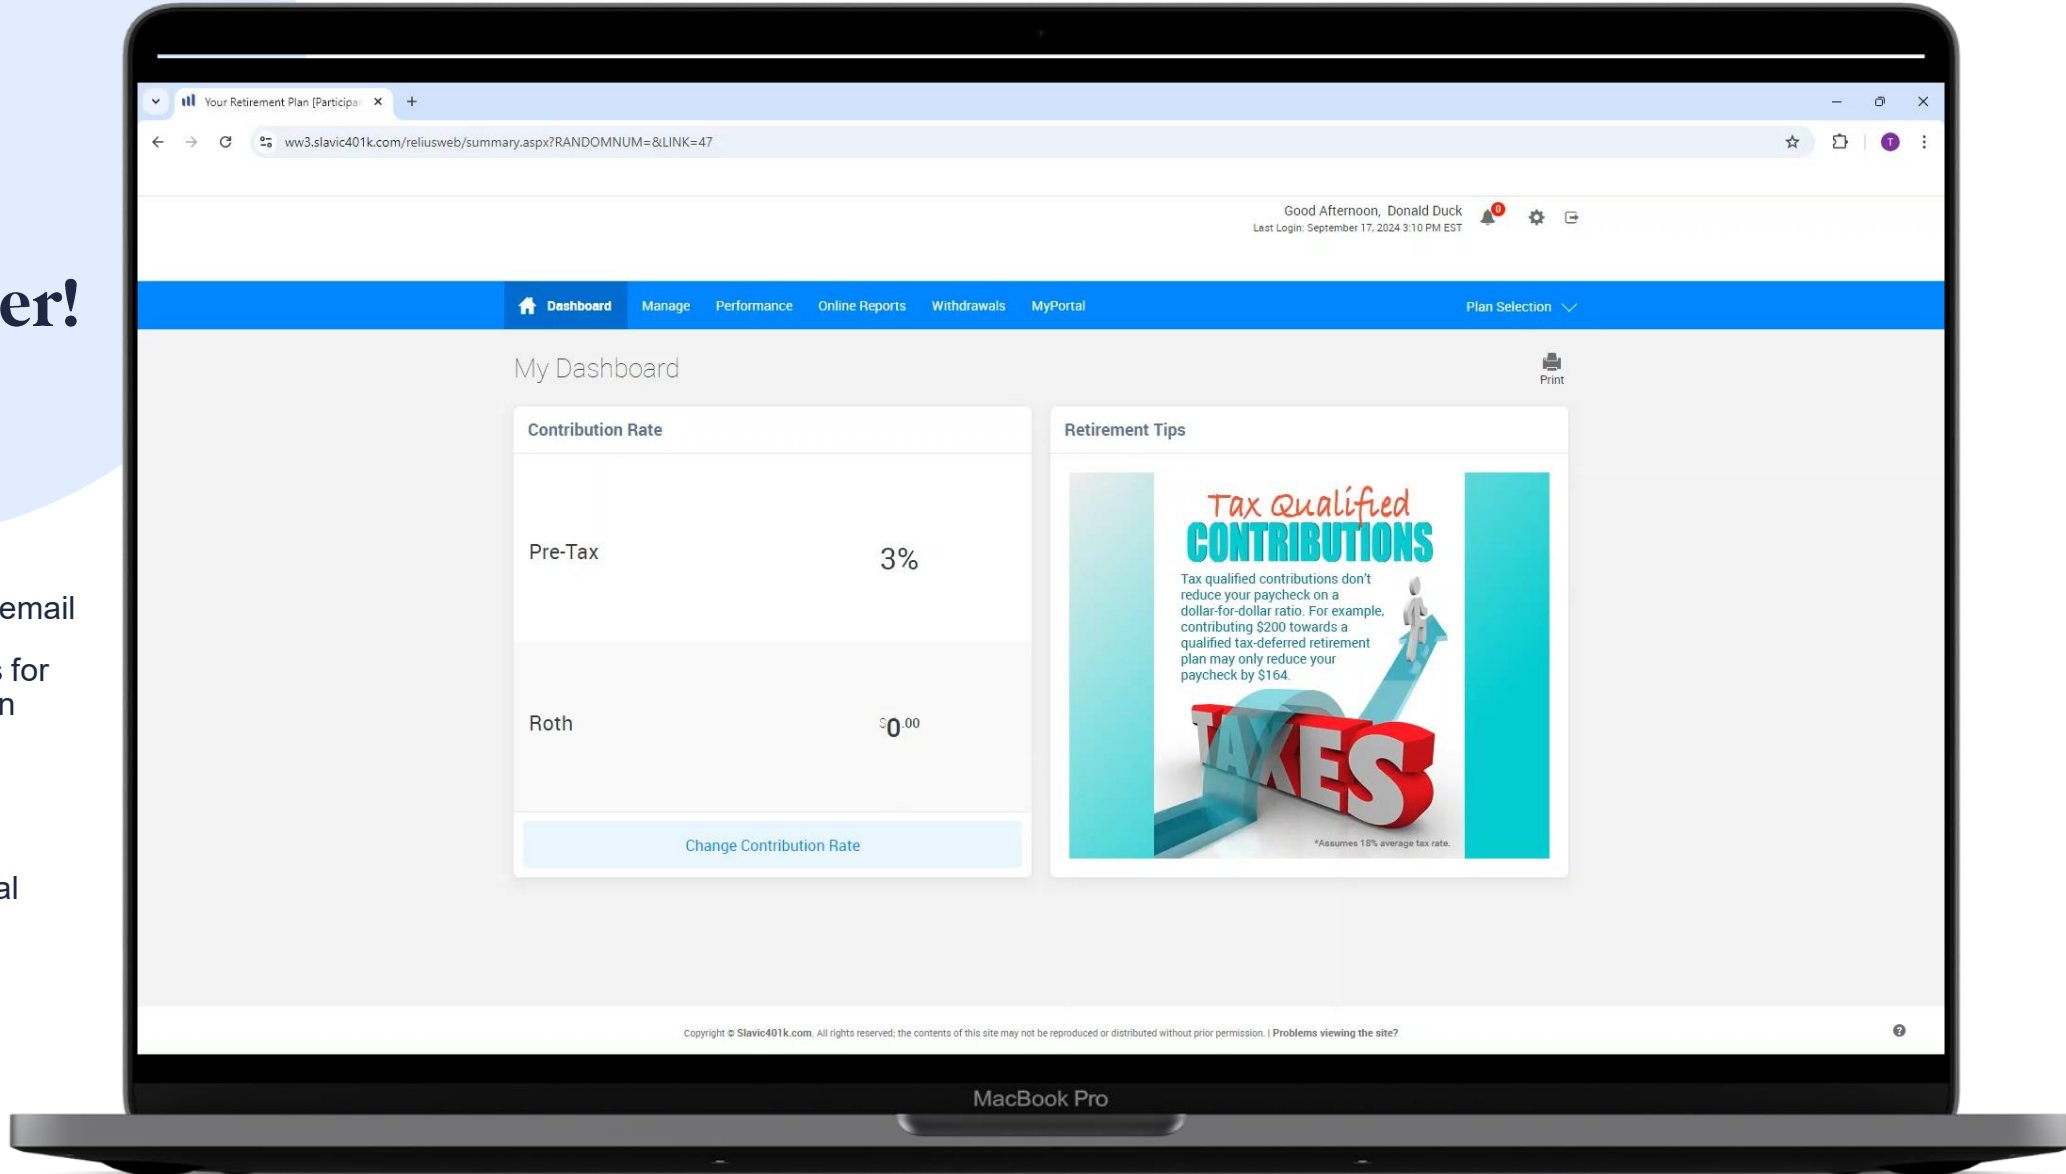 er!
email
s for
n
al
Your Retirement Plan [Participa
ww3.slavic401k.com/reliusweb/summary.aspx?RANDOMNUM=&LINK=47
T
Good Afternoon, Donald Duck
0
Last Login: September 17, 2024 3:10 PM EST
Dashboard Manage Performance Online Reports Withdrawals MyPortal Plan Selection
My Dashboard
Print
Contribution Rate
Pre-Tax 3%
Roth $0.00
Change Contribution Rate
Retirement Tips
Tax Qualified
CONTRIBUTIONS
Tax qualified contributions don't
reduce your paycheck on a
dollar-for-dollar ratio. For example,
contributing $200 towards a
qualified tax-deferred retirement
plan may only reduce your
paycheck by $164.
TAXES
*Assumes 18% average tax rate.
Copyright © Slavic401k.com. All rights reserved; the contents of this site may not be reproduced or distributed without prior permission. | Problems viewing the site?
MacBook Pro